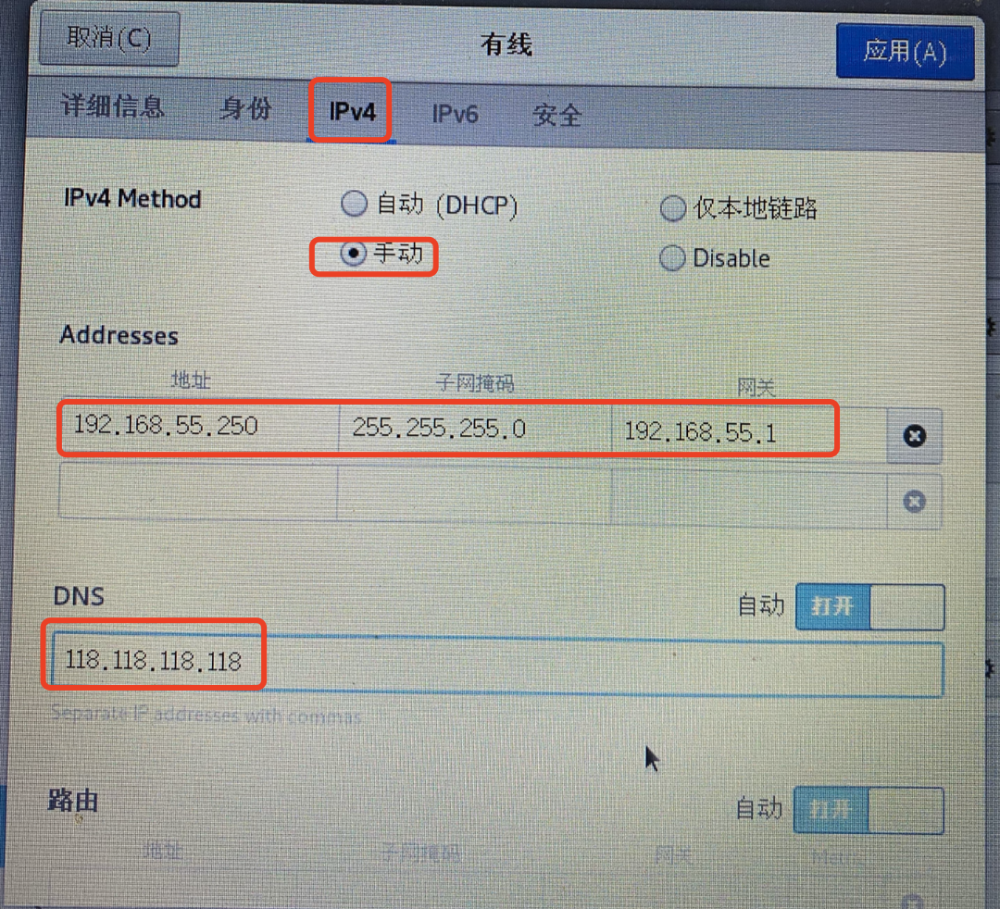 取消(C) 有线 应用(A)
详细信息 身份 IPv4 IPv6 安全
IPv4 Method 自动 (DHCP) 仅本地链路
手动 Disable
Addresses
地址 子网掩码 网关
192.168.55.250 255.255.255.0 192.168.55.1
DNS 自动 打开
118.118.118.118
Separate IP addresses with commas
路由 自动 打开
地址 子网掩码 网关